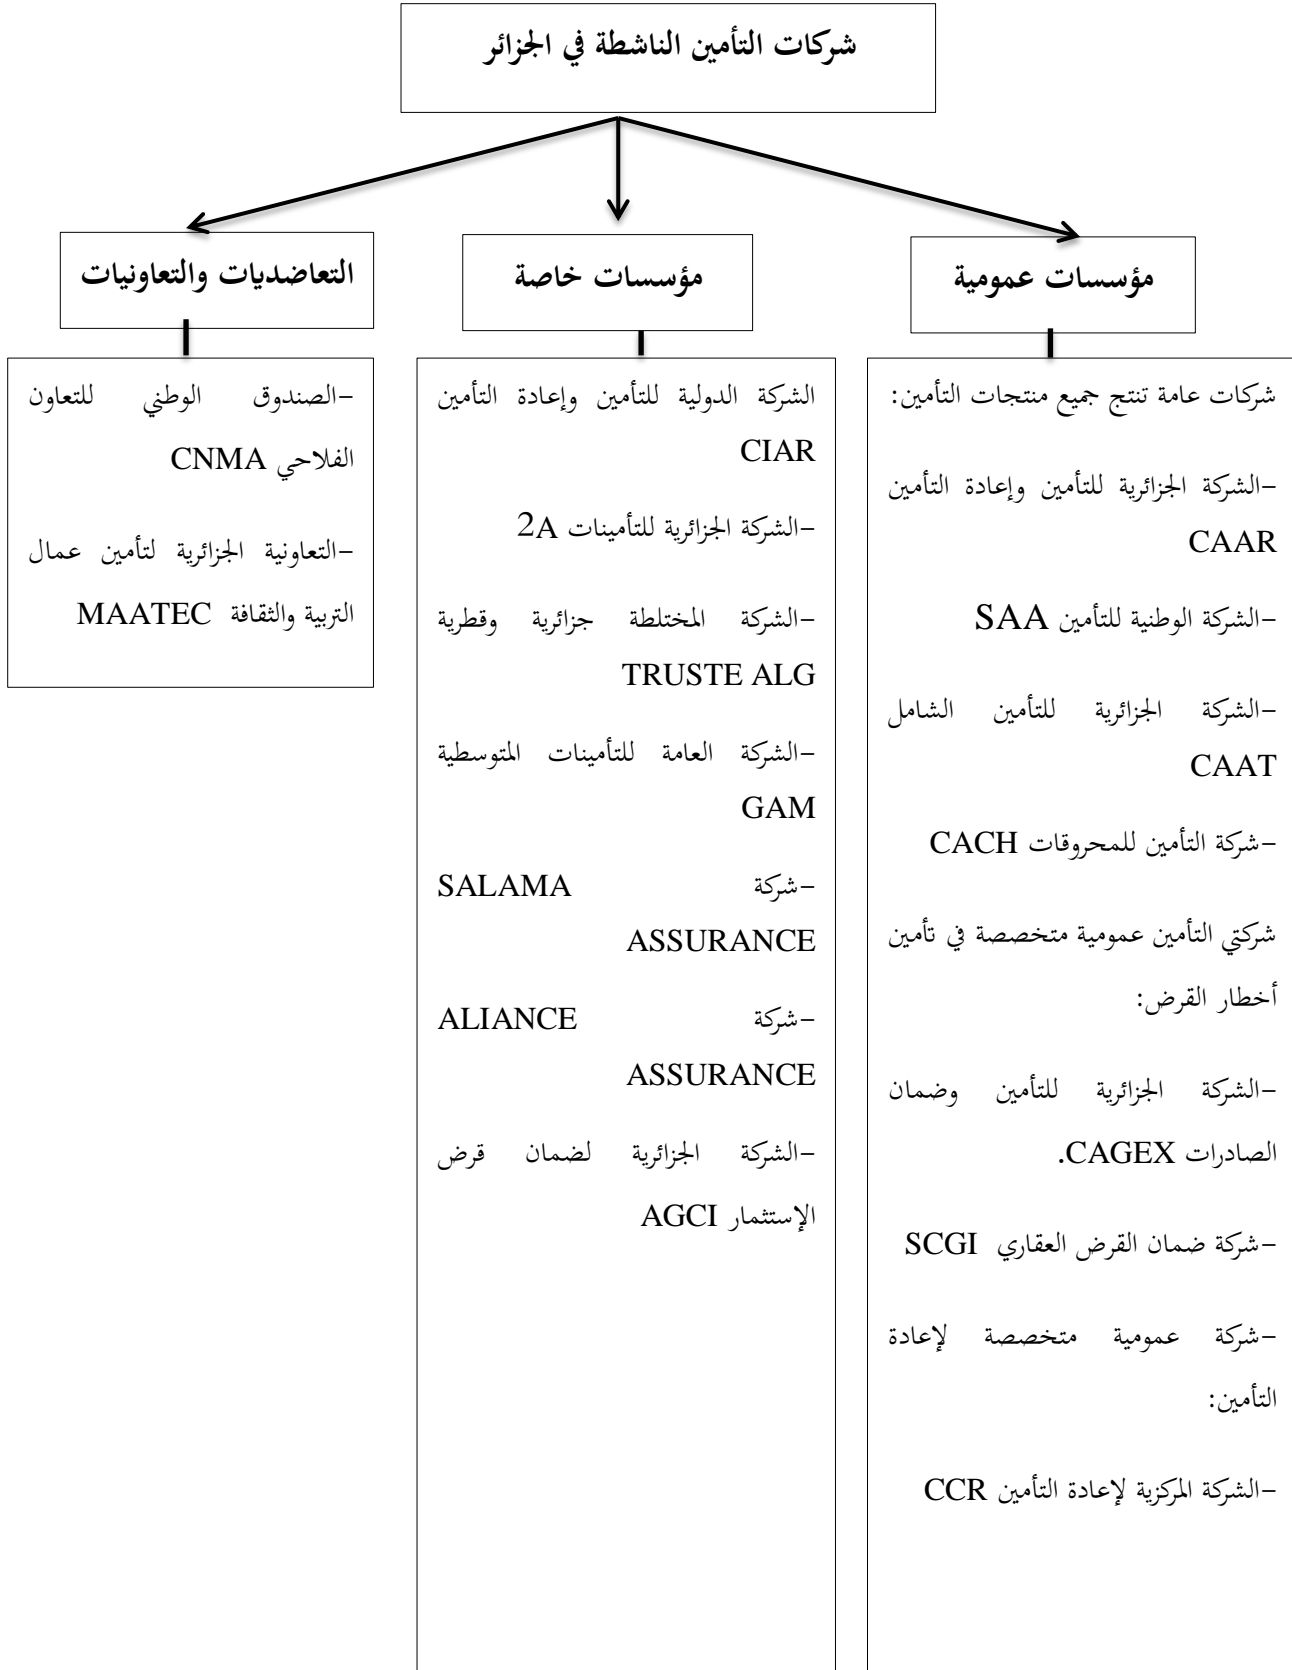 شركات التأمين الناشطة في الجزائر
مؤسسات عمومية
مؤسسات خاصة
التعاضديات والتعاونيات
شركات عامة تنتج جميع منتجات التأمين:
-الشركة الجزائرية للتأمين وإعادة التأمين
CAAR
-الشركة الوطنية للتأمين SAA
-الشركة الجزائرية للتأمين الشامل
CAAT
-شركة التأمين للمحروقات CACH
شركتي التأمين عمومية متخصصة في تأمين
أخطار القرض:
-الشركة الجزائرية للتأمين وضمان
الصادرات CAGEX.
-شركة ضمان القرض العقاري SCGI
-شركة عمومية متخصصة لإعادة
التأمين:
-الشركة المركزية لإعادة التأمين CCR
الشركة الدولية للتأمين وإعادة التأمين
CIAR
-الشركة الجزائرية للتأمينات 2A
-الشركة المختلطة جزائرية وقطرية
TRUSTE ALG
-الشركة العامة للتأمينات المتوسطية
GAM
-شركة SALAMA
ASSURANCE
-شركة ALIANCE
ASSURANCE
-الشركة الجزائرية لضمان قرض
الإستثمار AGCI
-الصندوق الوطني للتعاون
الفلاحي CNMA
-التعاونية الجزائرية لتأمين عمال
التربية والثقافة MAATEC